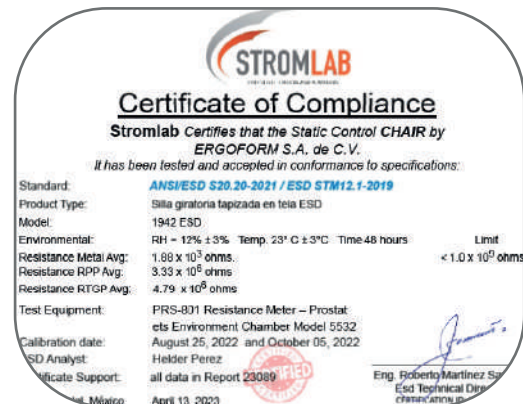 STROMLAB
Certificate of Compliance
Stromlab Certifies that the Static Control CHAIR by
ERGOFORM S.A. de C.V.
It has been tested and accepted in conformance to specifications:
Standard: ANSI/ESD S20.20-2021 / ESD STM12.1-2019
Product Type: Silla giratoria tapizada en tela ESD
Model: 1942 ESD
Environmental: RH = 12% ±3% Temp. 23° C ±3°C Time 48 hours Limit
Resistance Metal Avg: 1.88 x 10³ ohms. < 1.0 x 10⁹ ohms
Resistance RPP Avg: 3.33 x 10⁶ ohms
Resistance RTGP Avg: 4.79 x 10⁶ ohms
Test Equipment: PRS-801 Resistance Meter – Prostat
ets Environment Chamber Model 5532
Calibration date: August 25, 2022 and October 05, 2022
SD Analyst: Helder Perez
ificate Support: all data in Report 23089
Eng. Roberto Martínez
Esd Technical
México April 13, 2023